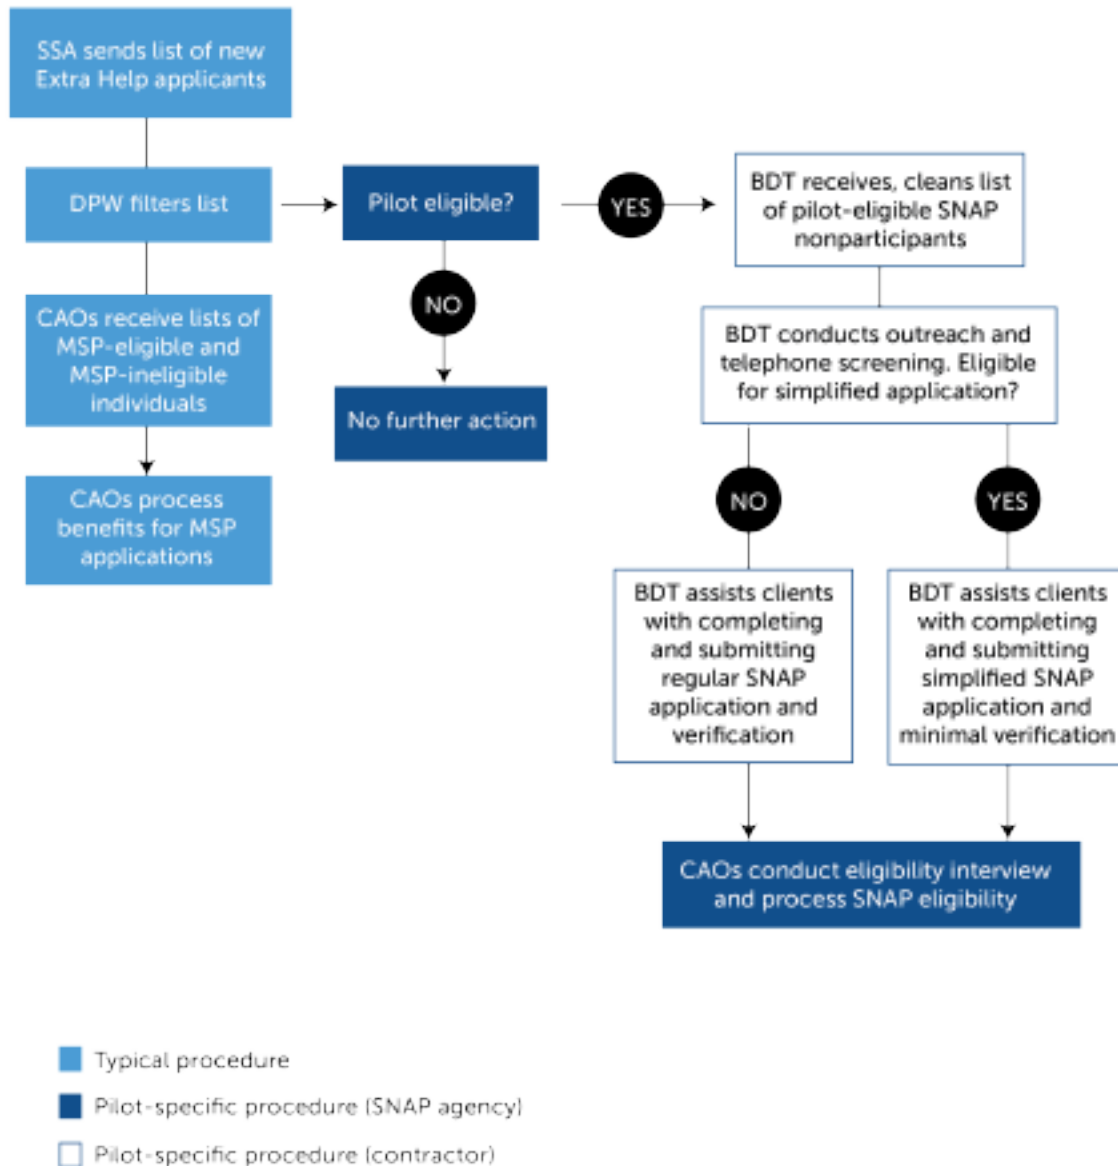 SSA sends list of new
Extra Help applicants
DPW filters list
Pilot eligible?
YES
BDT receives, cleans list
of pilot-eligible SNAP
nonparticipants
NO
CAOs receive lists of
MSP-eligible and
MSP-ineligible
individuals
BDT conducts outreach and
telephone screening. Eligible
for simplified application?
No further action
CAOs process
benefits for MSP
applications
NO
YES
BDT assists clients
with completing
and submitting
regular SNAP
application and
verification
BDT assists clients
with completing
and submitting
simplified SNAP
application and
minimal verification
CAOs conduct eligibility interview
and process SNAP eligibility
Typical procedure
Pilot-specific procedure (SNAP agency)
Pilot-specific procedure (contractor)